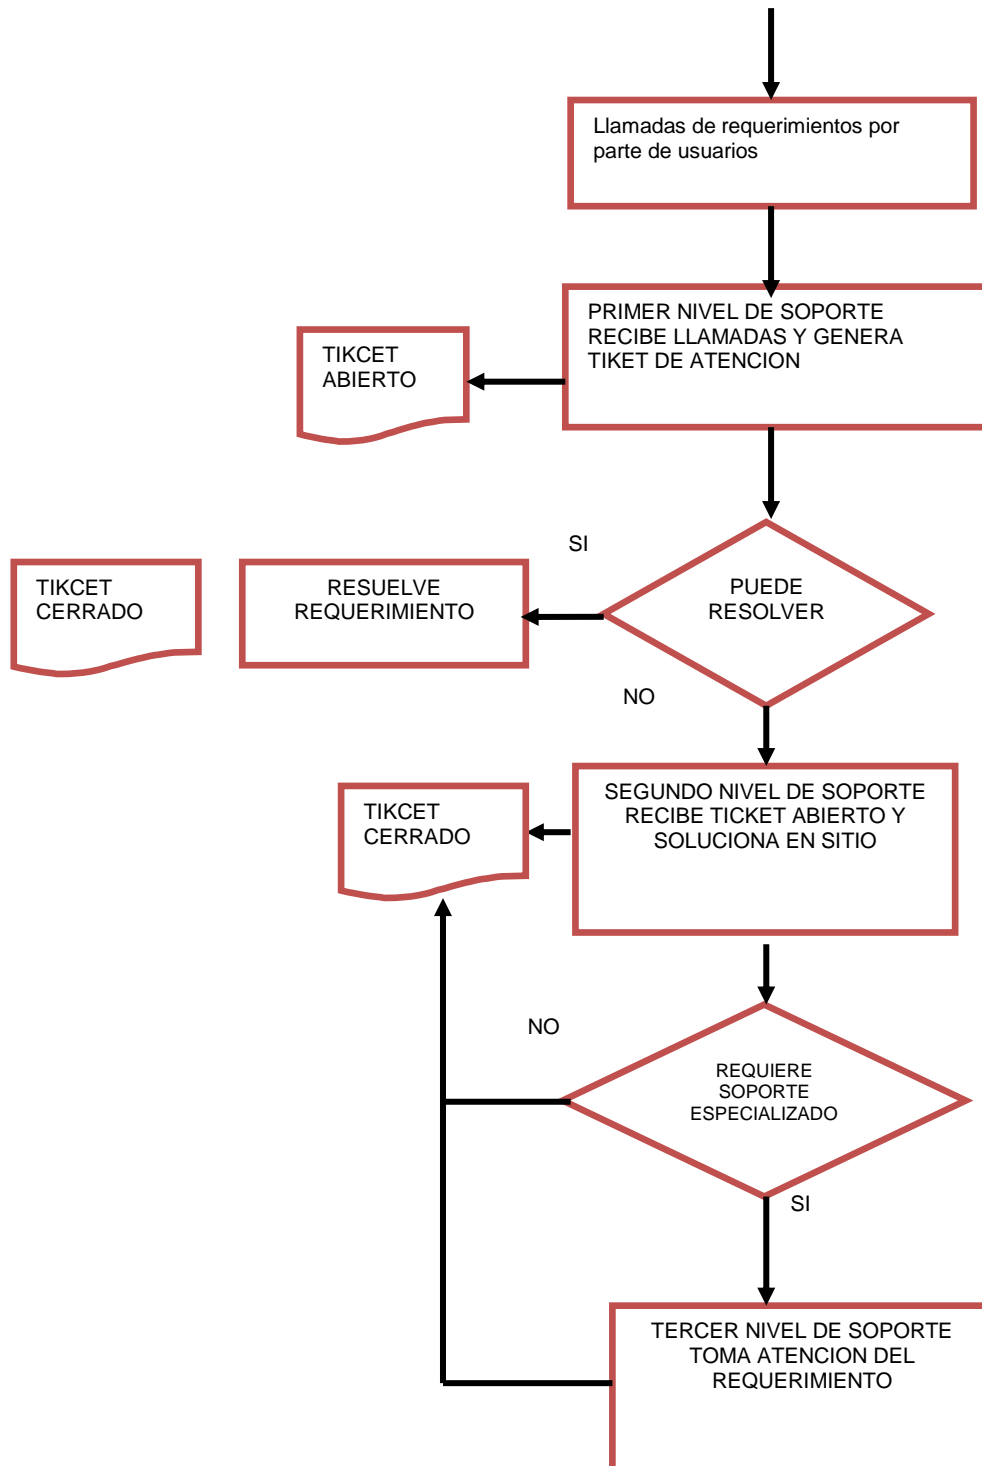 Llamadas de requerimientos por
parte de usuarios
PRIMER NIVEL DE SOPORTE
RECIBE LLAMADAS Y GENERA
TIKET DE ATENCION
TIKCET
ABIERTO
SI
PUEDE
RESOLVER
RESUELVE
REQUERIMIENTO
TIKCET
CERRADO
NO
SEGUNDO NIVEL DE SOPORTE
RECIBE TICKET ABIERTO Y
SOLUCIONA EN SITIO
TIKCET
CERRADO
NO
REQUIERE
SOPORTE
ESPECIALIZADO
SI
TERCER NIVEL DE SOPORTE
TOMA ATENCION DEL
REQUERIMIENTO